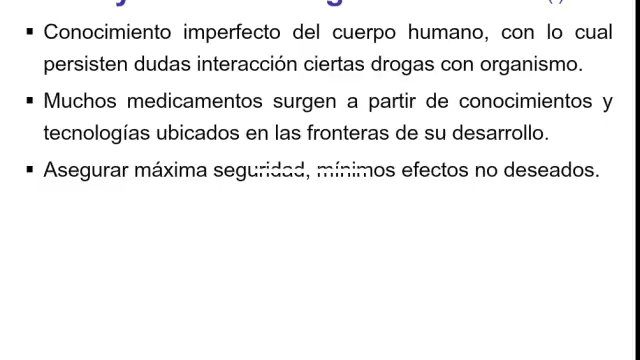 ▪ Conocimiento imperfecto del cuerpo humano, con lo cual
persisten dudas interacción ciertas drogas con organismo.
▪ Muchos medicamentos surgen a partir de conocimientos y
tecnologías ubicados en las fronteras de su desarrollo.
▪ Asegurar máxima seguridad, mínimos efectos no deseados.